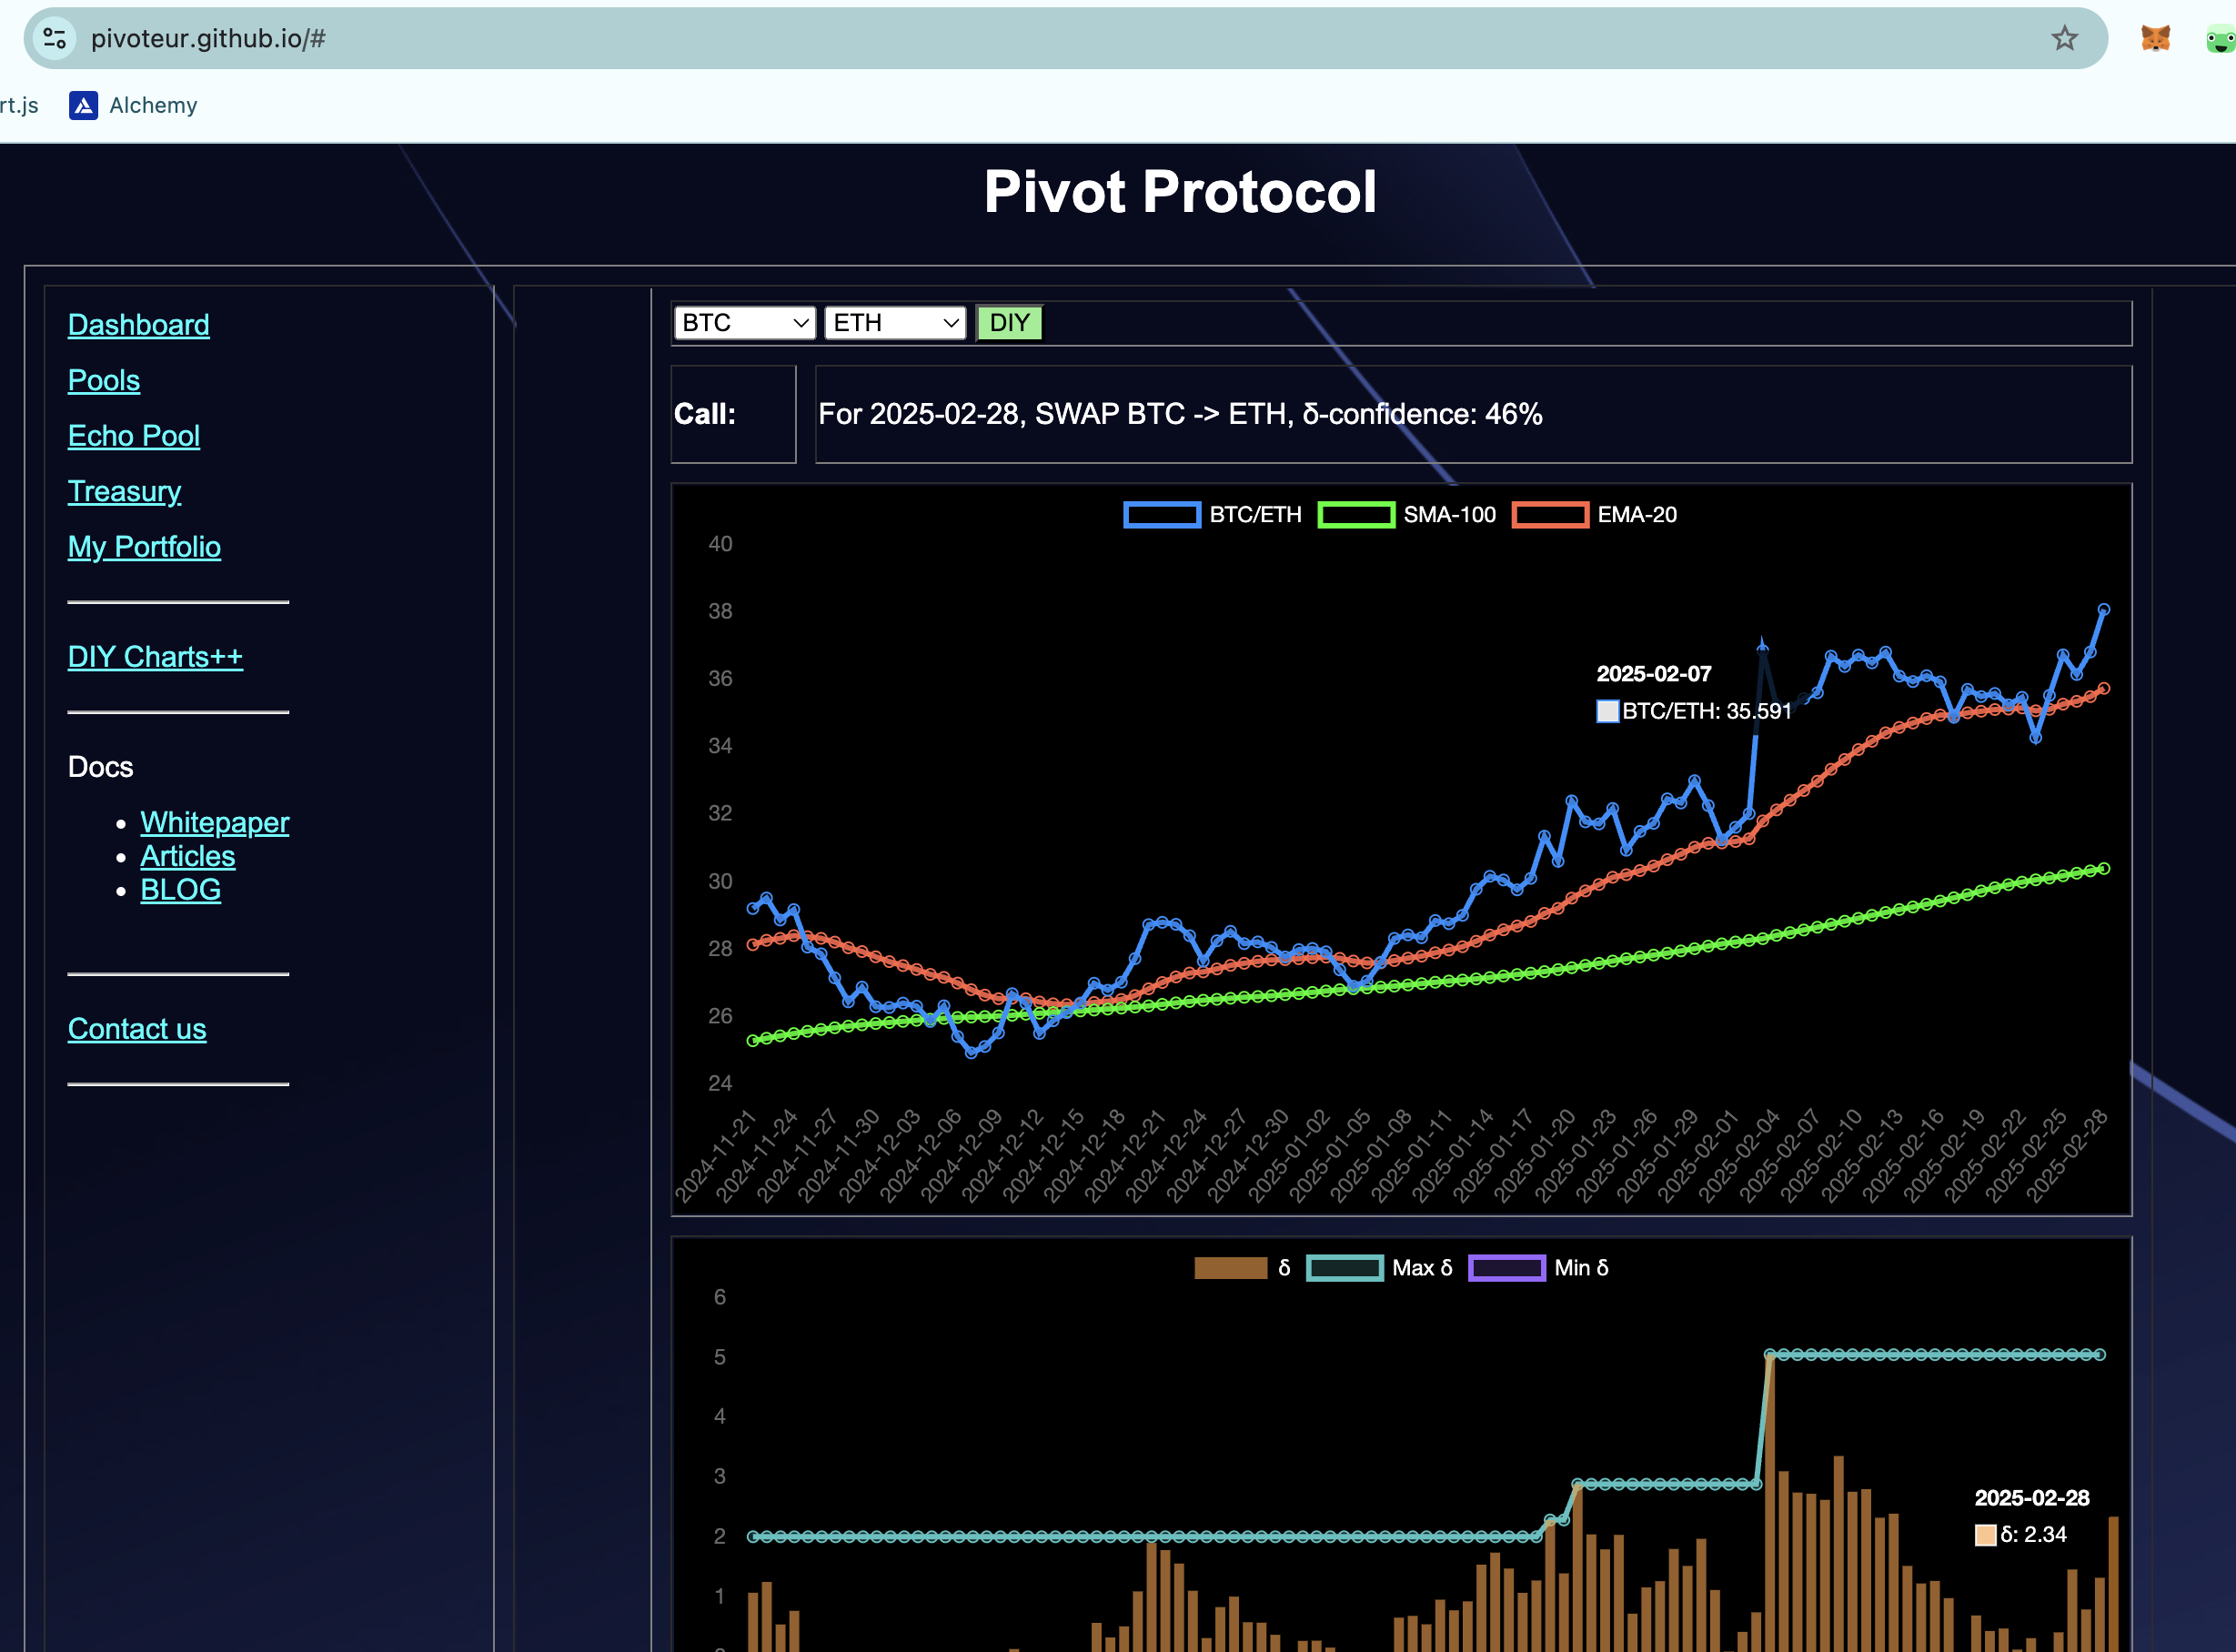 pivoteur.github.io/#
rt.js Alchemy
Pivot Protocol
Dashboard
Pools
Echo Pool
Treasury
My Portfolio
DIY Charts++
Docs
Whitepaper
Articles
BLOG
Contact us
BTC ETH DIY
Call: For 2025-02-28, SWAP BTC -> ETH, δ-confidence: 46%
BTC/ETH SMA-100 EMA-20
40
38
36
34
32
30
28
26
24
2025-02-07
BTC/ETH: 35.591
2024-11-21 2024-11-24 2024-11-27 2024-11-30 2024-12-03 2024-12-06 2024-12-09 2024-12-12 2024-12-15 2024-12-18 2024-12-21 2024-12-24 2024-12-27 2024-12-30 2025-01-02 2025-01-05 2025-01-08 2025-01-11 2025-01-14 2025-01-17 2025-01-20 2025-01-23 2025-01-26 2025-01-29 2025-02-01 2025-02-04 2025-02-07 2025-02-10 2025-02-13 2025-02-16 2025-02-19 2025-02-22 2025-02-25 2025-02-28
δ Max δ Min δ
6
5
4
3
2
1
2025-02-28
δ: 2.34